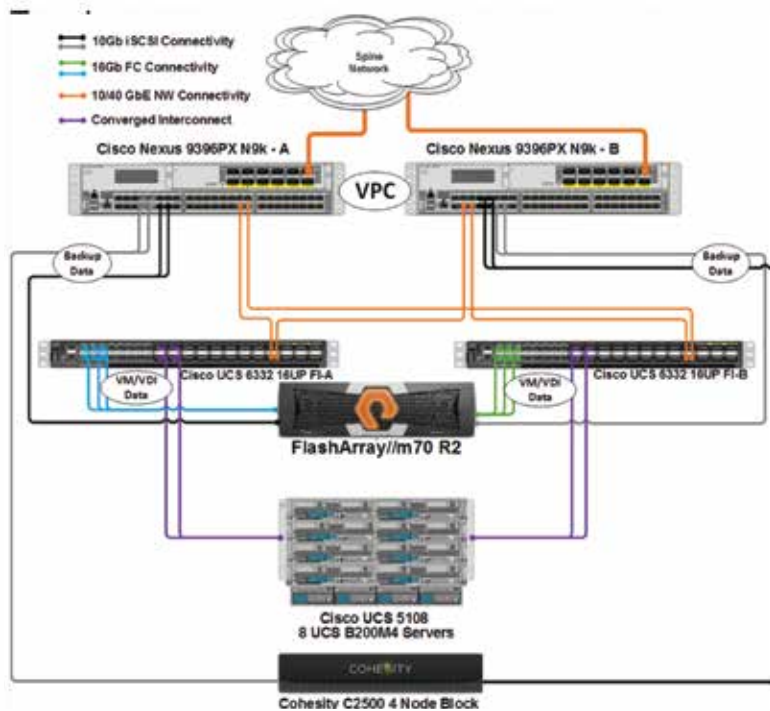 10Gb iSCSI Connectivity
16Gb FC Connectivity
10/40 GbE NW Connectivity
Converged Interconnect
Spine
Network
Cisco Nexus 9396PX N9k - A
Cisco Nexus 9396PX N9k - B
VPC
Backup
Data
Backup
Data
Cisco UCS 6332 16UP FI-A
Cisco UCS 6332 16UP FI-B
VM/VDI
Data
VM/VDI
Data
FlashArray//m70 R2
Cisco UCS 5108
8 UCS B200M4 Servers
COHESITY
Cohesity C2500 4 Node Block